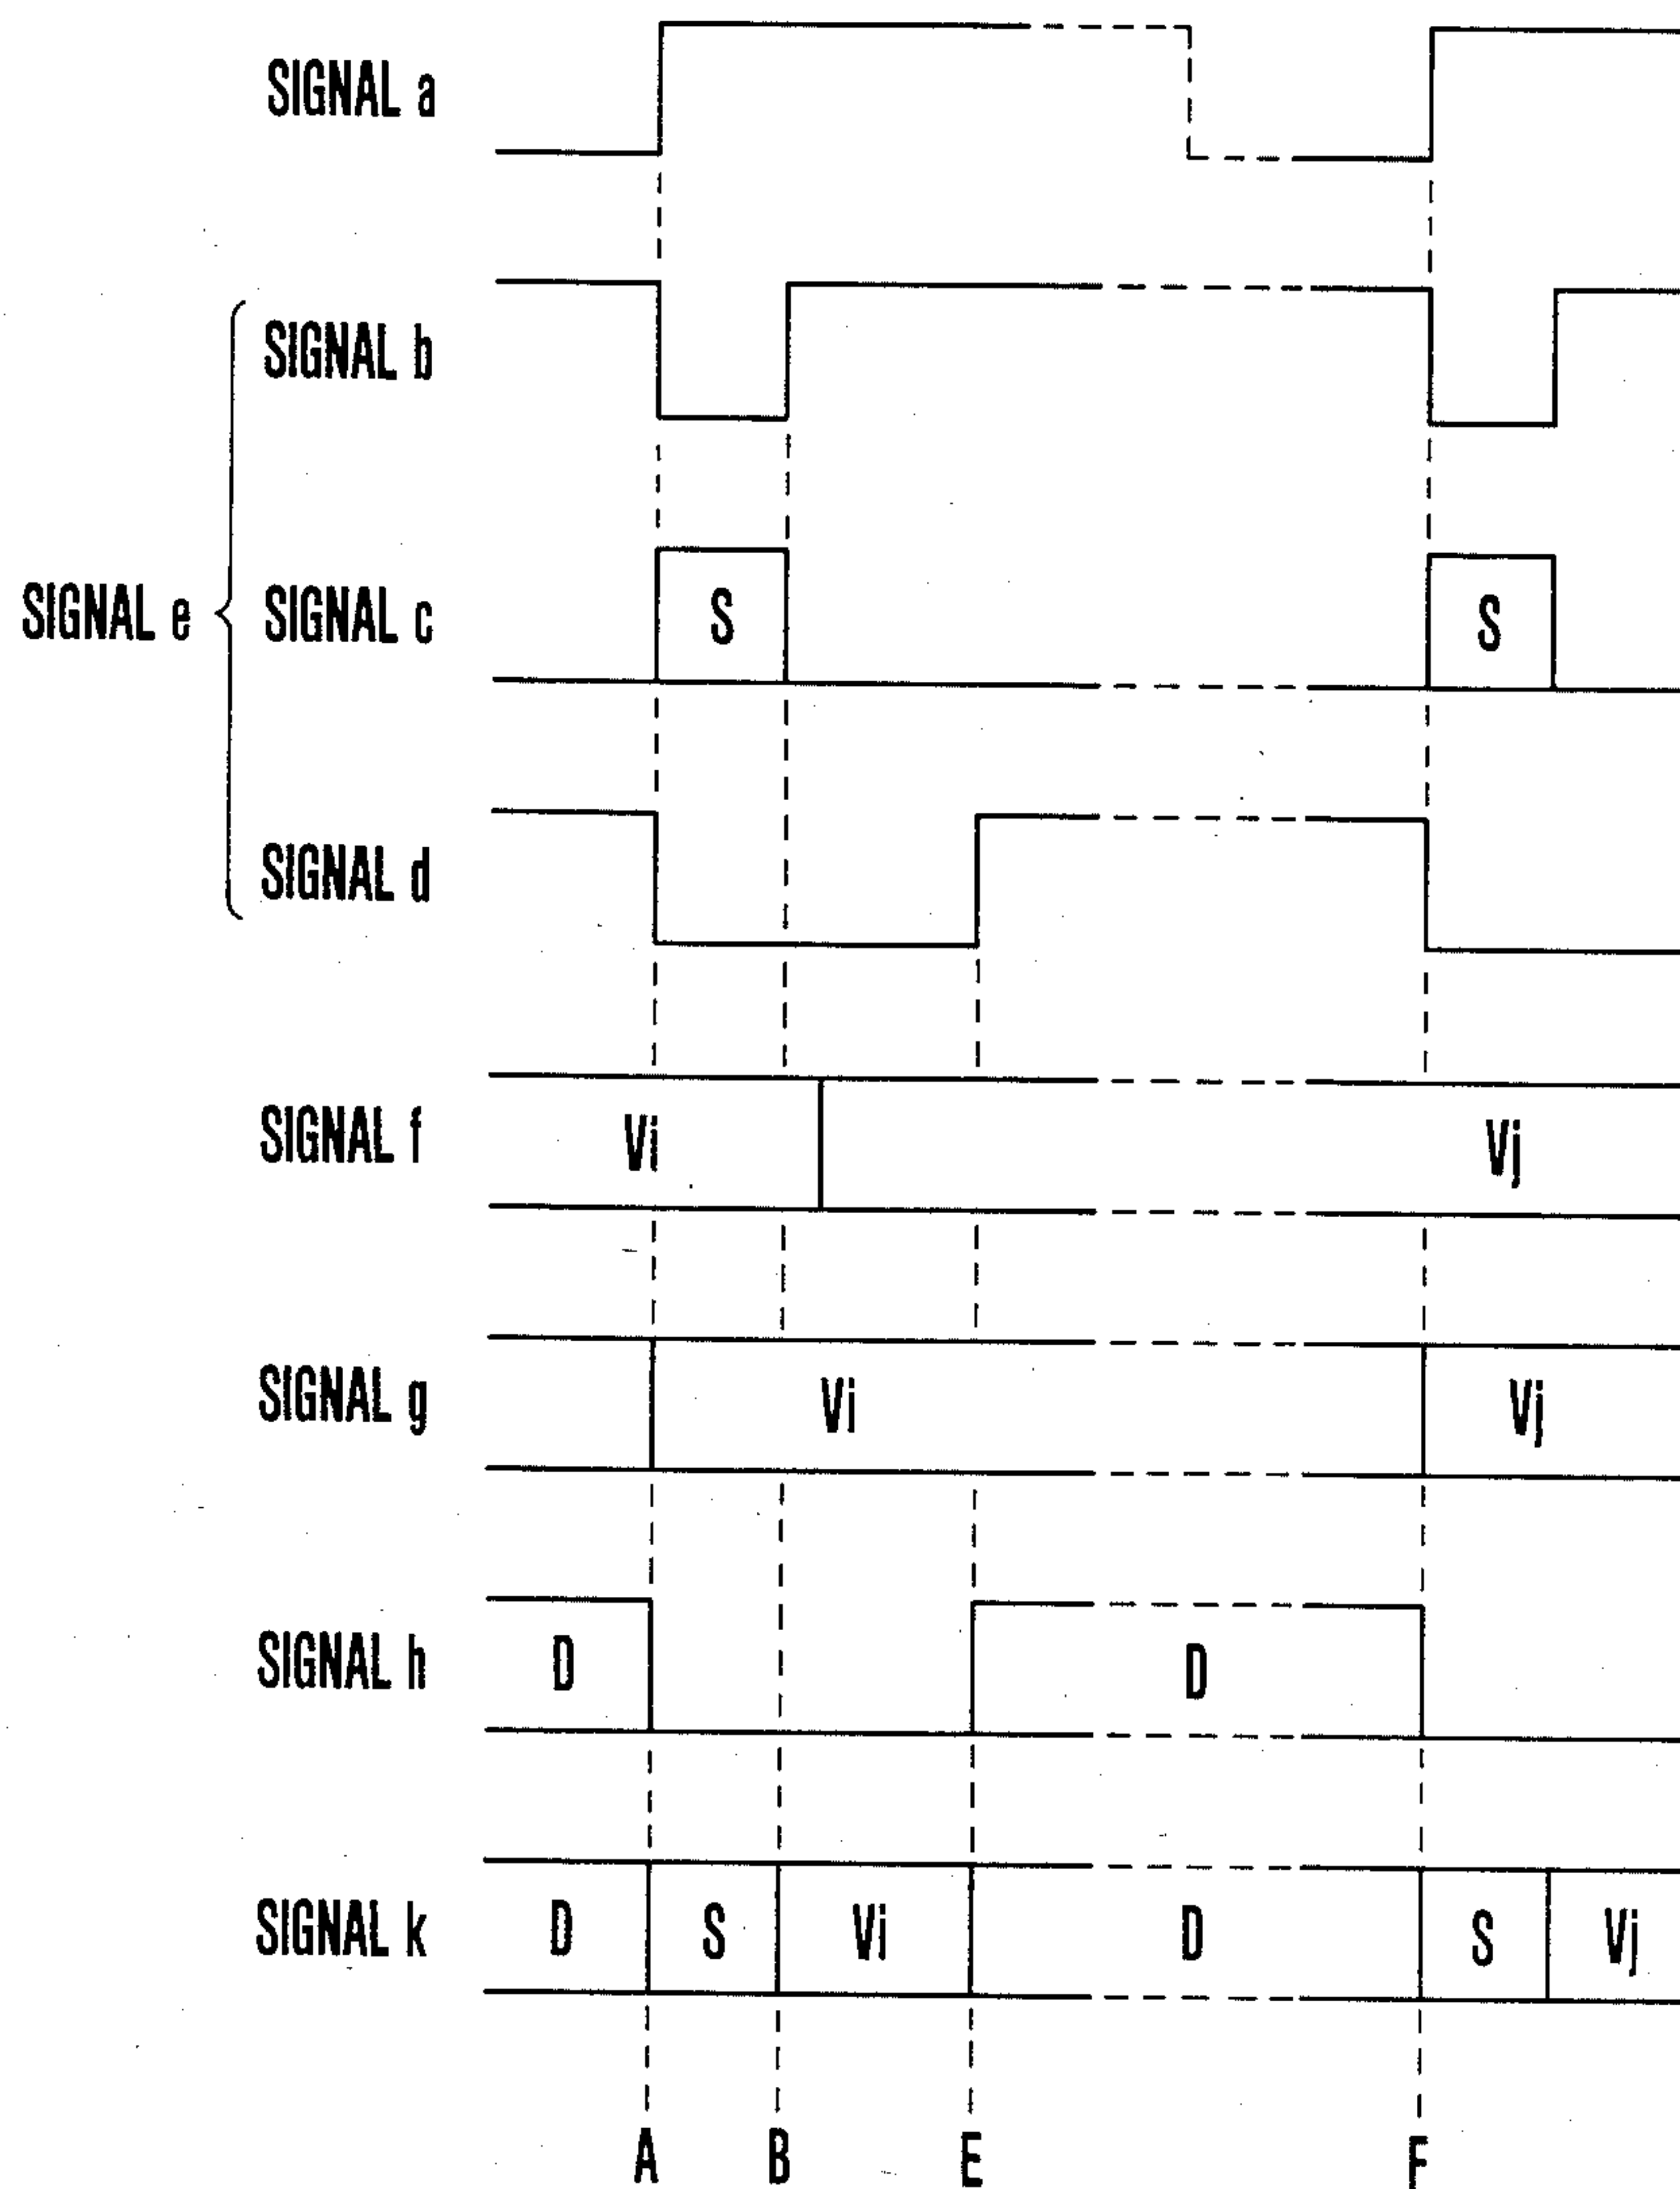 SIGNAL a
SIGNAL b
SIGNAL e
SIGNAL c
S
S
SIGNAL d
SIGNAL f
Vi
Vj
SIGNAL g
Vi
Vj
SIGNAL h
D
D
SIGNAL k
D
S
Vi
D
S
Vj
A
B
E
F